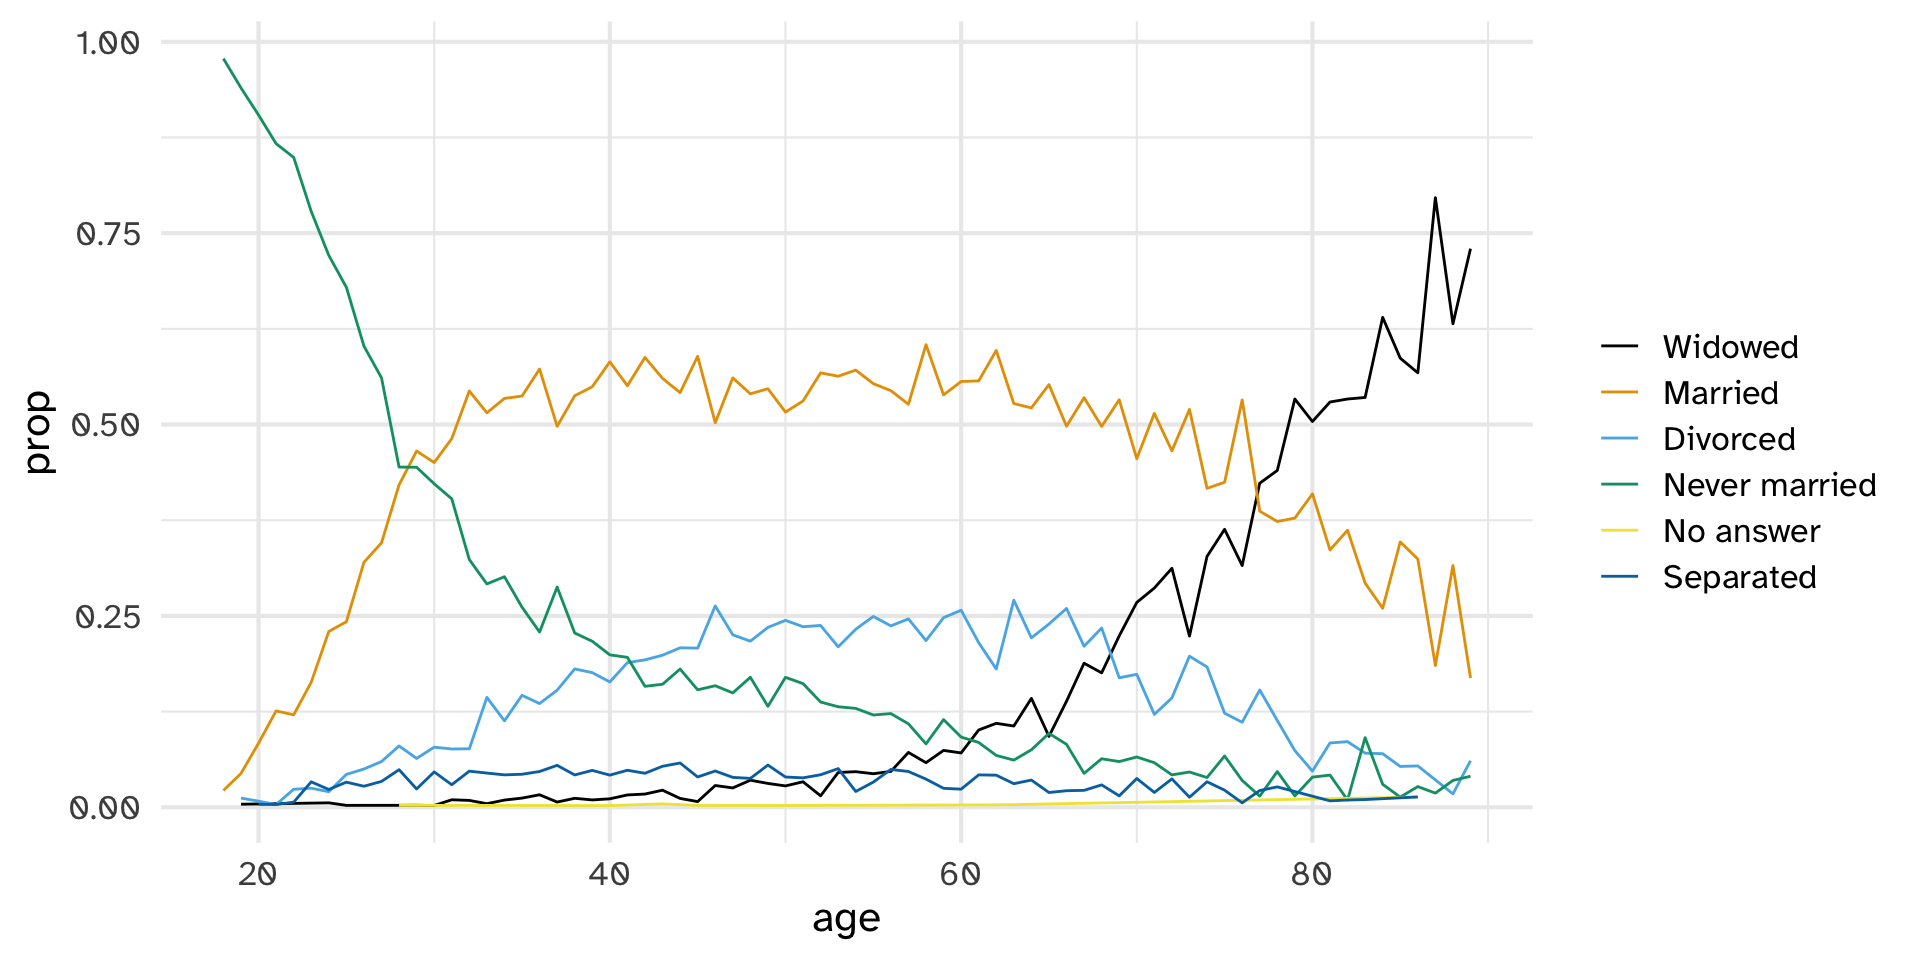 1.00
0.75
0.50
0.25
0.00
prop
20 40 60 80
age
Widowed
Married
Divorced
Never married
No answer
Separated